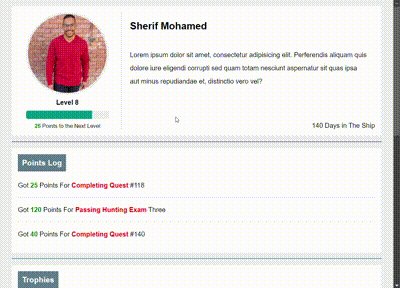 Sherif Mohamed
Lorem ipsum dolor sit amet, consectetur adipisicing elit. Perferendis aliquam quis
dolore iure eligendi corrupti sed quam totam nesciunt aspernatur sit quas ipsa
aut minus repudiandae et, distinctio vero vel?
Level 8
25 Points to the Next Level
140 Days in The Ship
Points Log
Got 25 Points For Completing Quest #118
Got 120 Points For Passing Hunting Exam Three
Got 40 Points For Completing Quest #140
Trophies